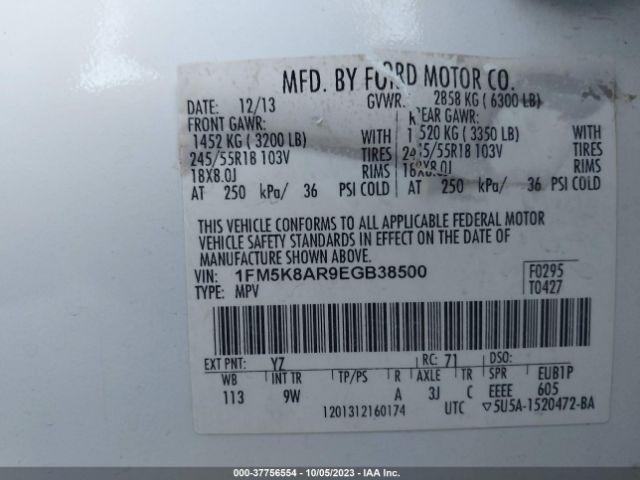 MFD. BY FORD MOTOR CO.
DATE: 12/13 GVWR: 2858 KG ( 6300 LB)
FRONT GAWR: REAR GAWR:
1452 KG ( 3200 LB) WITH 1520 KG ( 3350 LB) WITH
245/55R18 103V TIRES 245/55R18 103V TIRES
18X8.0J RIMS 18X8.0J RIMS
AT 250 kPa/ 36 PSI COLD AT 250 kPa/ 36 PSI COLD
THIS VEHICLE CONFORMS TO ALL APPLICABLE FEDERAL MOTOR
VEHICLE SAFETY STANDARDS IN EFFECT ON THE DATE OF
MANUFACTURE SHOWN ABOVE.
VIN: 1FM5K8AR9EGB38500 F0295
TYPE: MPV T0427
EXT PNT: YZ RC: 71 DSO:
WB INT TR TP/PS R AXLE TR SPR EUB1P
113 9W A 3J C EEEE 605
1201312160174 UTC ▽5U5A-1520472-BA
000-37756554 - 10/05/2023 - IAA Inc.